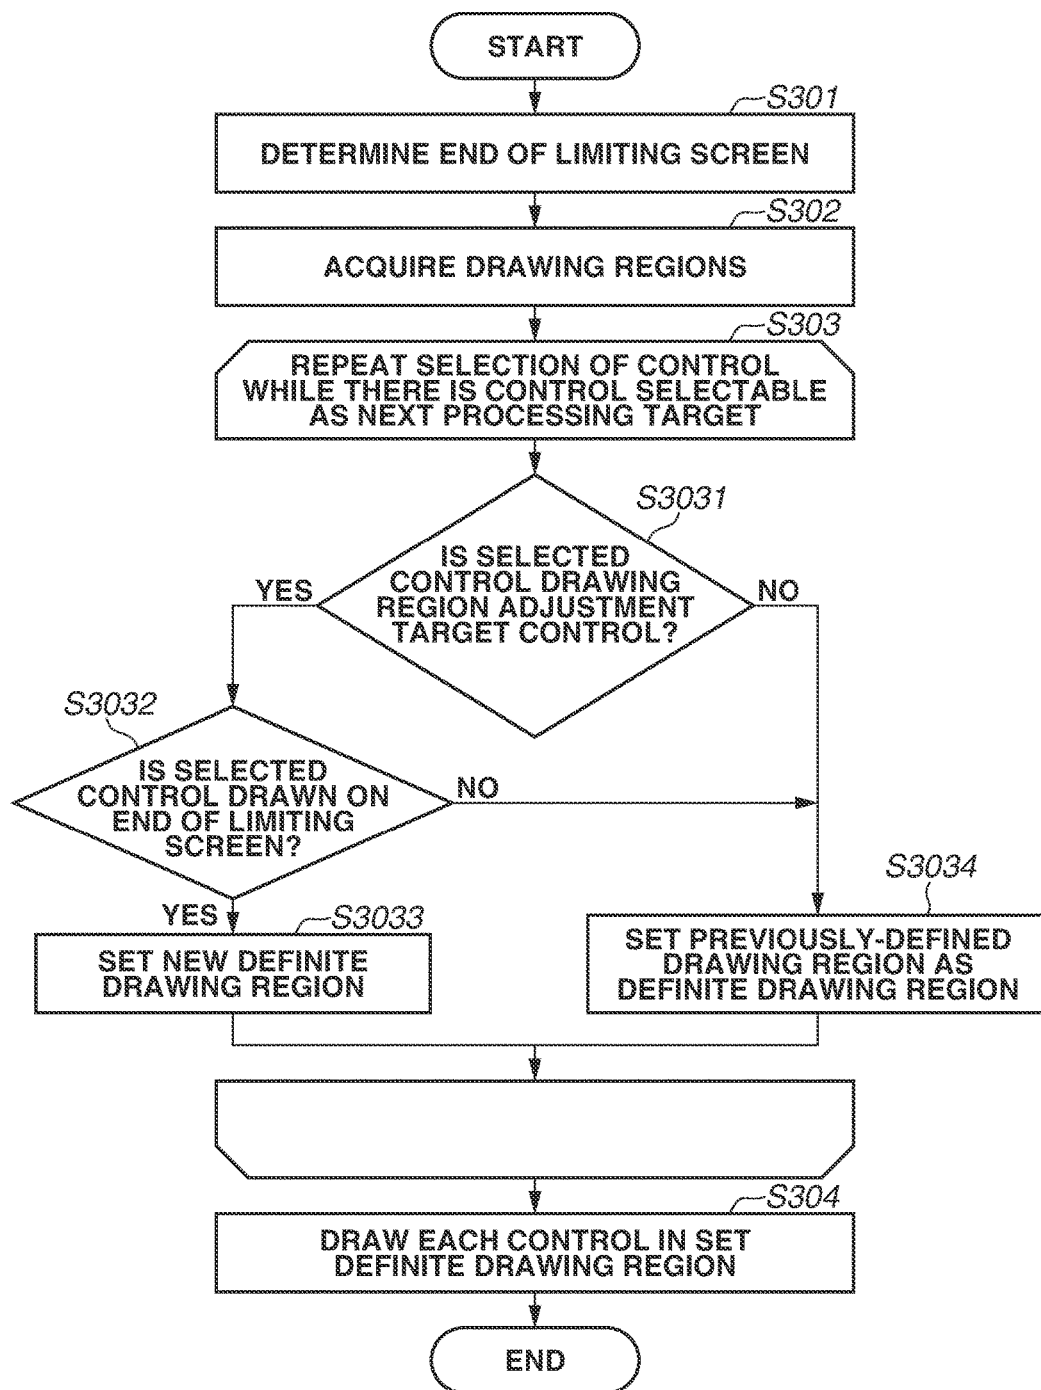 START
S301
DETERMINE END OF LIMITING SCREEN
S302
ACQUIRE DRAWING REGIONS
S303
REPEAT SELECTION OF CONTROL
WHILE THERE IS CONTROL SELECTABLE
AS NEXT PROCESSING TARGET
S3031
IS SELECTED
CONTROL DRAWING
REGION ADJUSTMENT
TARGET CONTROL?
YES
NO
S3032
IS SELECTED
CONTROL DRAWN ON
END OF LIMITING
SCREEN?
NO
YES
S3033
SET NEW DEFINITE
DRAWING REGION
S3034
SET PREVIOUSLY-DEFINED
DRAWING REGION AS
DEFINITE DRAWING REGION
S304
DRAW EACH CONTROL IN SET
DEFINITE DRAWING REGION
END